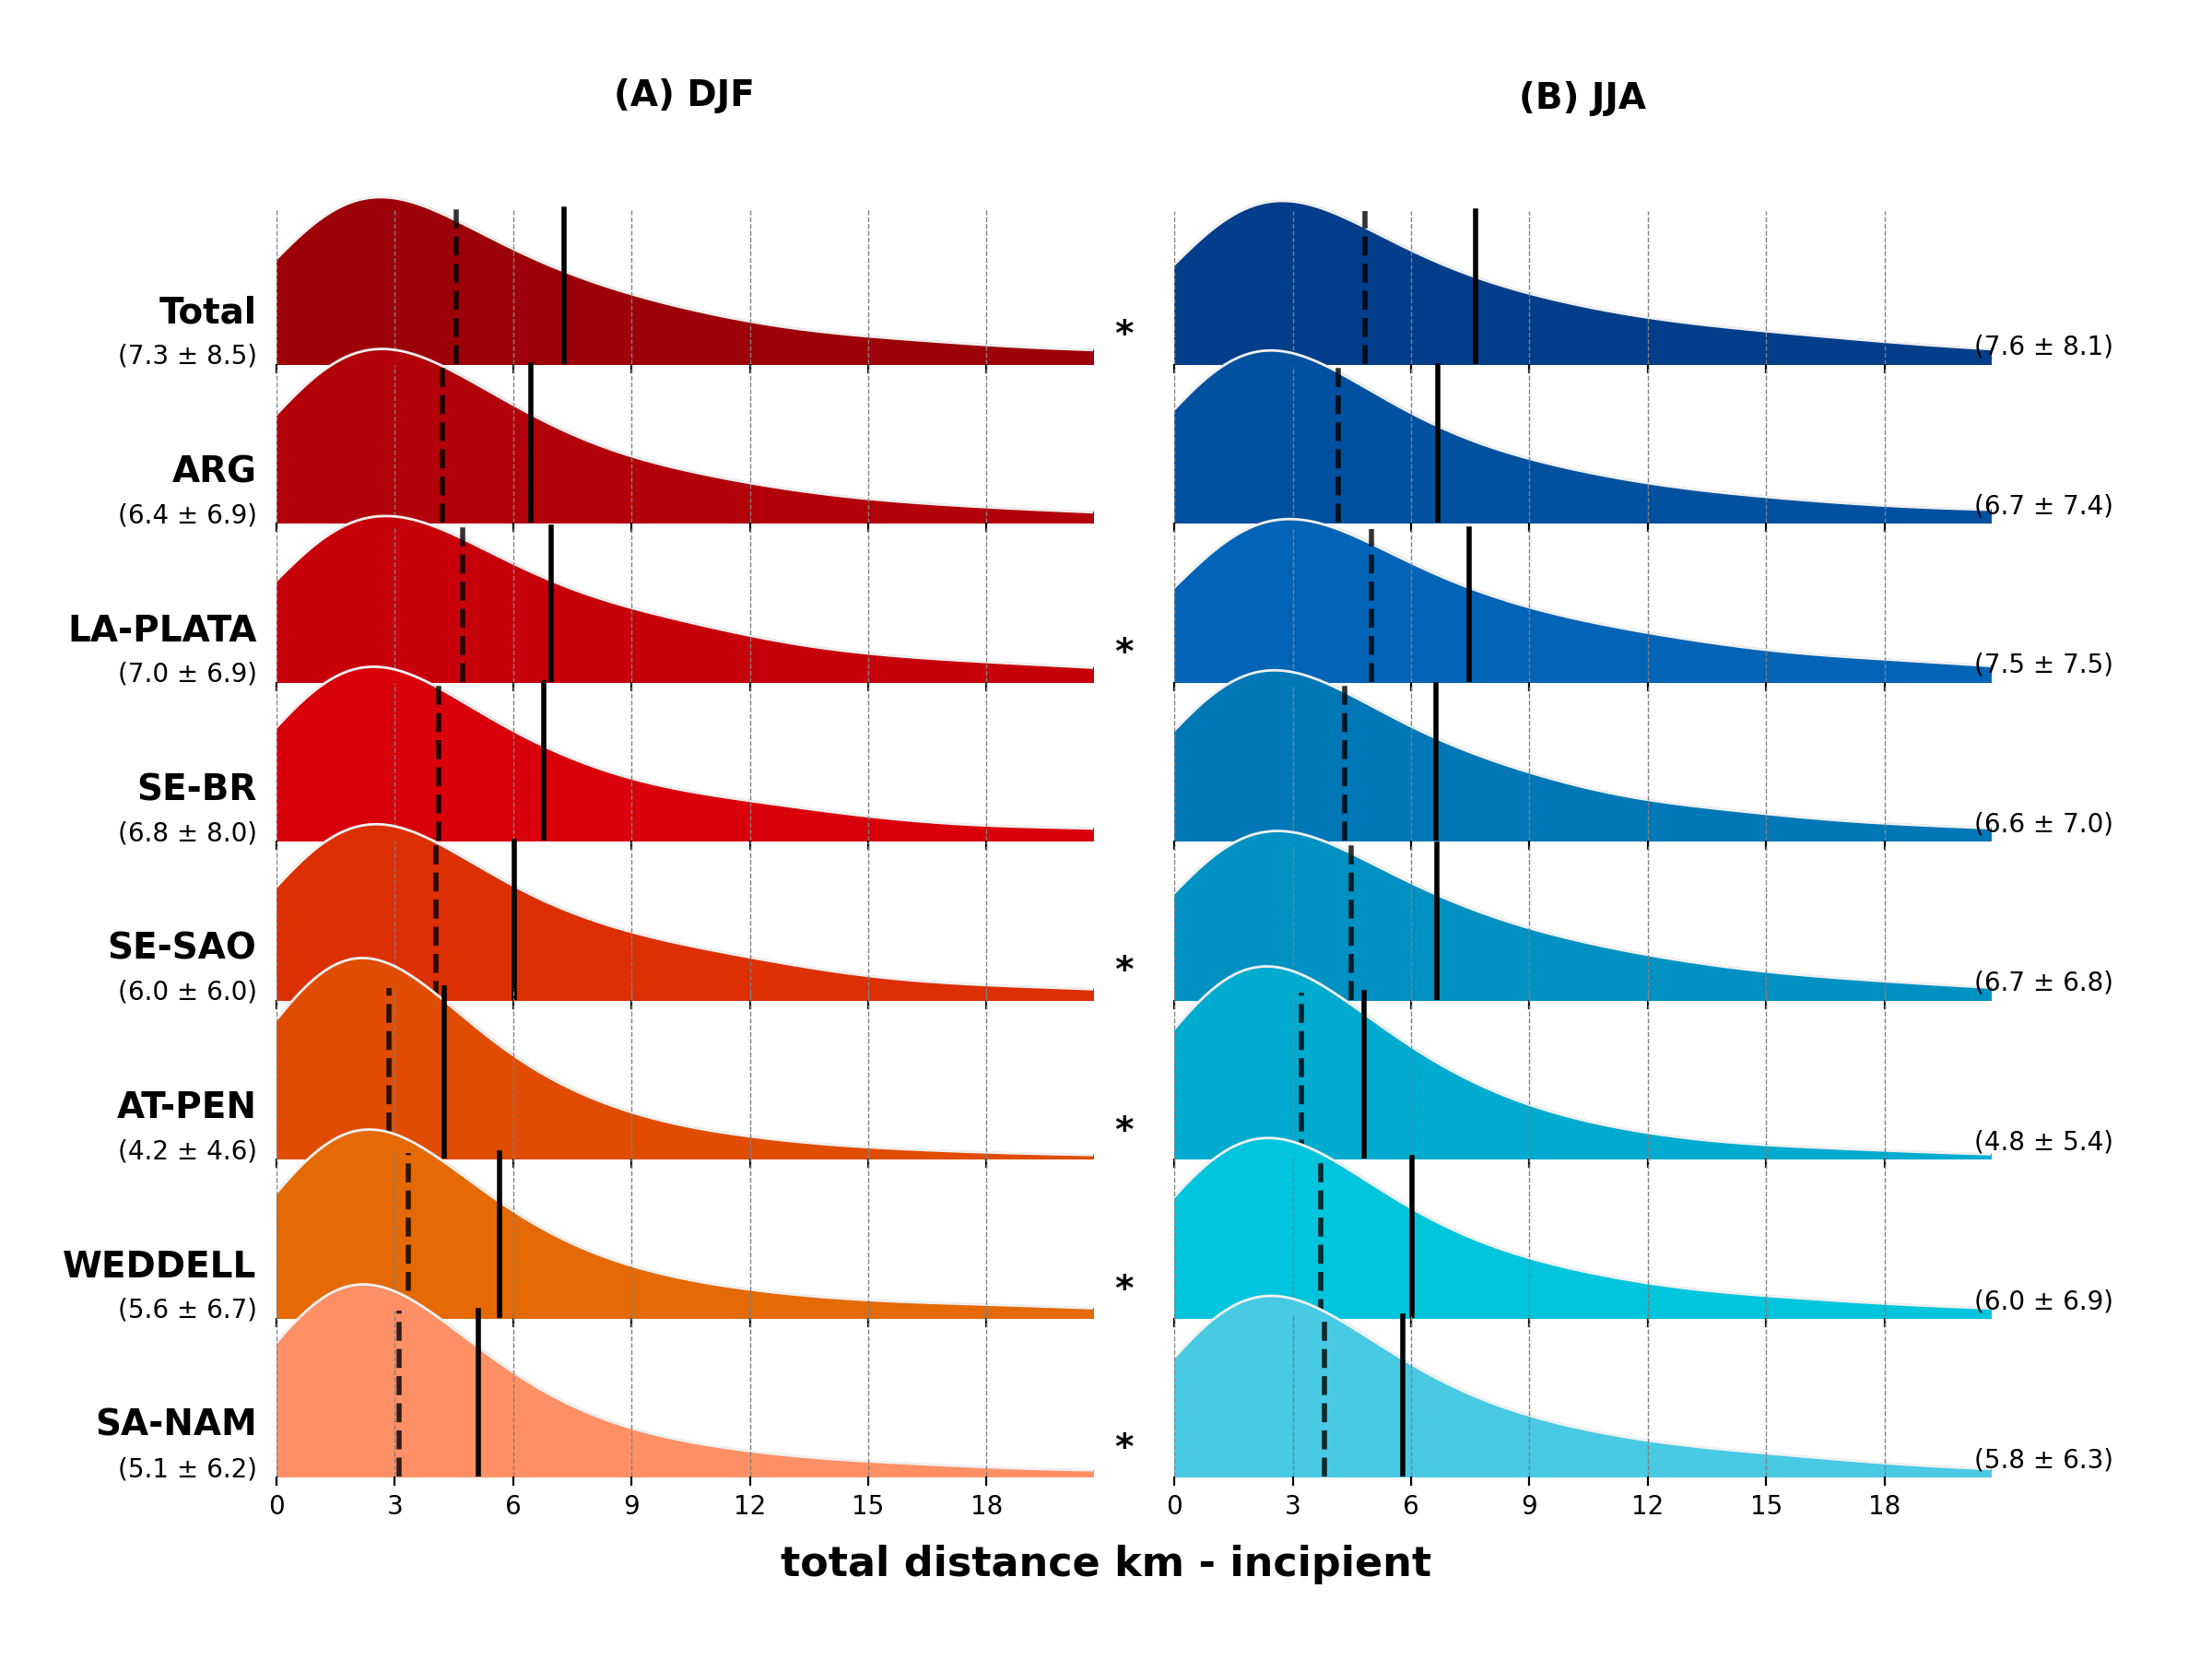 (A) DJF
(B) JJA
Total
(7.3 ± 8.5)
*
(7.6 ± 8.1)
ARG
(6.4 ± 6.9)
(6.7 ± 7.4)
LA-PLATA
(7.0 ± 6.9)
*
(7.5 ± 7.5)
SE-BR
(6.8 ± 8.0)
(6.6 ± 7.0)
SE-SAO
(6.0 ± 6.0)
*
(6.7 ± 6.8)
AT-PEN
(4.2 ± 4.6)
*
(4.8 ± 5.4)
WEDDELL
(5.6 ± 6.7)
*
(6.0 ± 6.9)
SA-NAM
(5.1 ± 6.2)
*
(5.8 ± 6.3)
0 3 6 9 12 15 18
0 3 6 9 12 15 18
total distance km - incipient